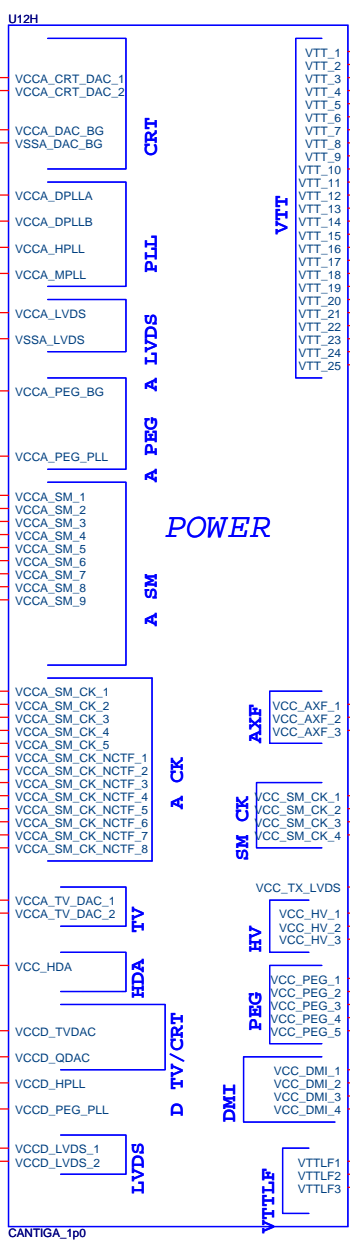 U12H
VCCA_CRT_DAC_1
VCCA_CRT_DAC_2
VCCA_DAC_BG
VSSA_DAC_BG
CRT
VCCA_DPLLA
VCCA_DPLLB
VCCA_HPLL
VCCA_MPLL
PLL
VCCA_LVDS
VSSA_LVDS
A LVDS
VCCA_PEG_BG
VCCA_PEG_PLL
A PEG
VCCA_SM_1
VCCA_SM_2
VCCA_SM_3
VCCA_SM_4
VCCA_SM_5
VCCA_SM_6
VCCA_SM_7
VCCA_SM_8
VCCA_SM_9
A SM
VCCA_SM_CK_1
VCCA_SM_CK_2
VCCA_SM_CK_3
VCCA_SM_CK_4
VCCA_SM_CK_5
VCCA_SM_CK_NCTF_1
VCCA_SM_CK_NCTF_2
VCCA_SM_CK_NCTF_3
VCCA_SM_CK_NCTF_4
VCCA_SM_CK_NCTF_5
VCCA_SM_CK_NCTF_6
VCCA_SM_CK_NCTF_7
VCCA_SM_CK_NCTF_8
A CK
VCCA_TV_DAC_1
VCCA_TV_DAC_2
TV
VCC_HDA
HDA
VCCD_TVDAC
VCCD_QDAC
VCCD_HPLL
VCCD_PEG_PLL
D TV/CRT
VCCD_LVDS_1
VCCD_LVDS_2
LVDS
POWER
VTT
VTT_1
VTT_2
VTT_3
VTT_4
VTT_5
VTT_6
VTT_7
VTT_8
VTT_9
VTT_10
VTT_11
VTT_12
VTT_13
VTT_14
VTT_15
VTT_16
VTT_17
VTT_18
VTT_19
VTT_20
VTT_21
VTT_22
VTT_23
VTT_24
VTT_25
AXF
VCC_AXF_1
VCC_AXF_2
VCC_AXF_3
SM CK
VCC_SM_CK_1
VCC_SM_CK_2
VCC_SM_CK_3
VCC_SM_CK_4
VCC_TX_LVDS
HV
VCC_HV_1
VCC_HV_2
VCC_HV_3
PEG
VCC_PEG_1
VCC_PEG_2
VCC_PEG_3
VCC_PEG_4
VCC_PEG_5
DMI
VCC_DMI_1
VCC_DMI_2
VCC_DMI_3
VCC_DMI_4
VTTLF
VTTLF1
VTTLF2
VTTLF3
CANTIGA_1p0